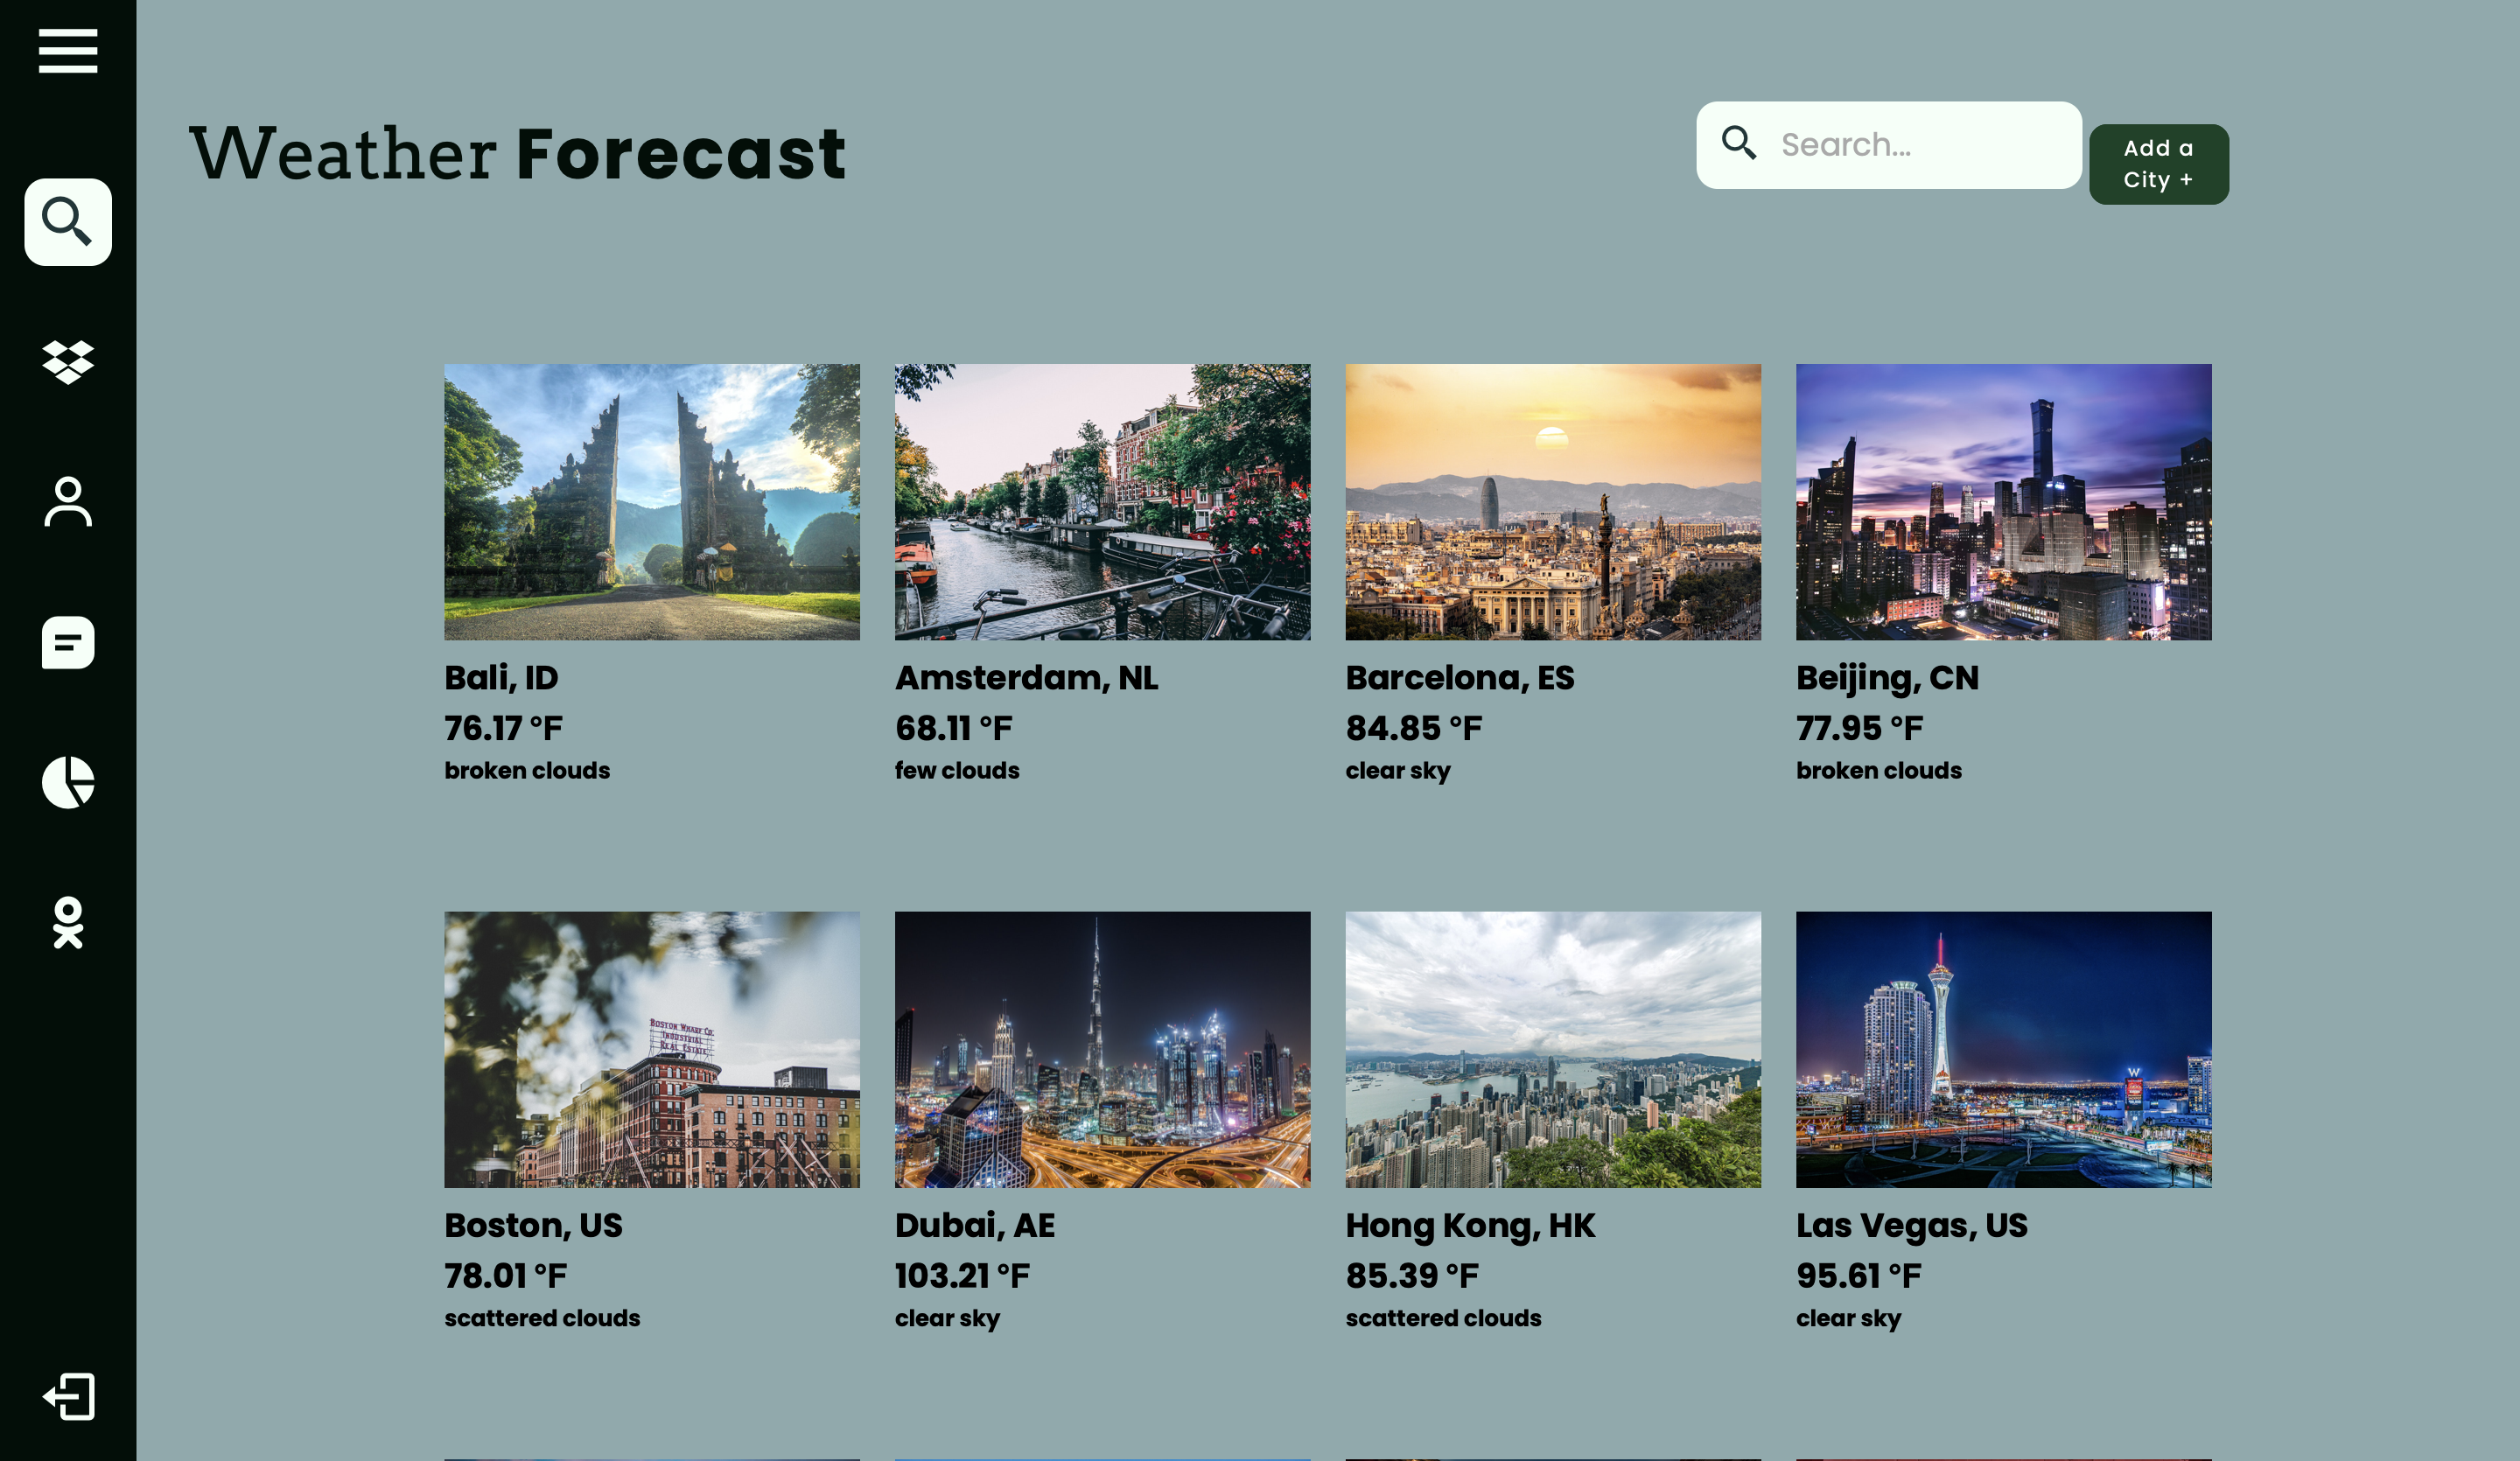 Weather Forecast
Search...
Add a
City +
Bali, ID
76.17 °F
broken clouds
Amsterdam, NL
68.11 °F
few clouds
Barcelona, ES
84.85 °F
clear sky
Beijing, CN
77.95 °F
broken clouds
BOSTON WHARF CO.
INDUSTRIAL
REAL ESTATE
Boston, US
78.01 °F
scattered clouds
Dubai, AE
103.21 °F
clear sky
Hong Kong, HK
85.39 °F
scattered clouds
W
Las Vegas, US
95.61 °F
clear sky